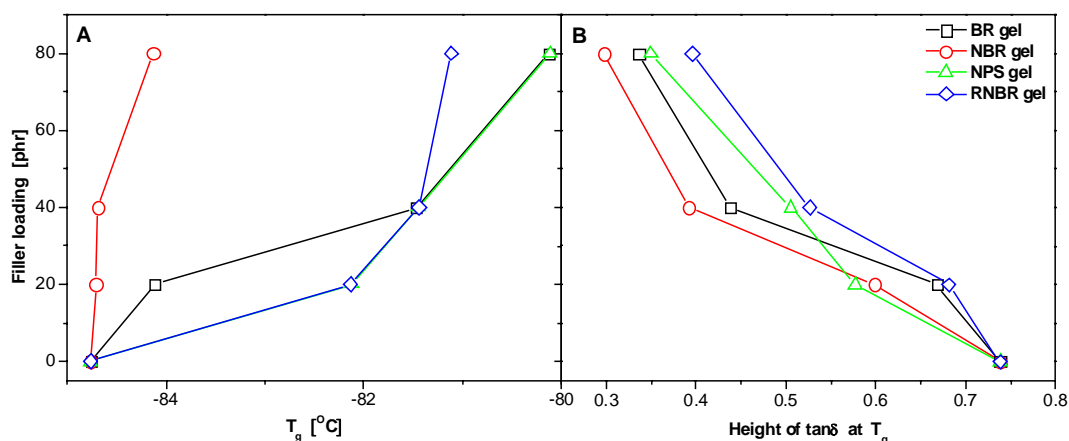 A
B
BR gel
NBR gel
NPS gel
RNBR gel
Filler loading [phr]
80
60
40
20
0
-84
-82
-80
0.3
0.4
0.5
0.6
0.7
0.8
Tg [°C]
Height of tanδ at Tg